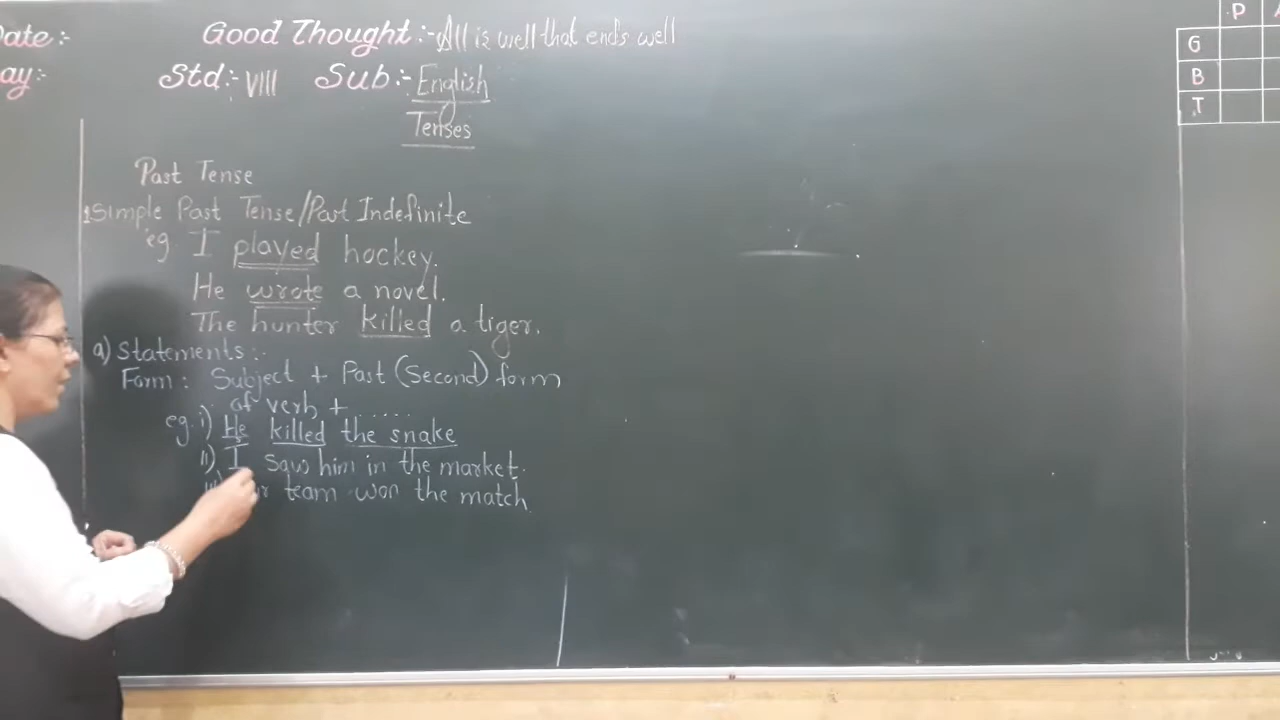 Date:- Good Thought:- All is well that ends well
ay:- Std:- VIII Sub:- English
Tenses
P A
G
B
T
Past Tense
1 Simple Past Tense/Past Indefinite
eg. I played hockey.
He wrote a novel.
The hunter killed a tiger.
a) Statements:-
Form: Subject + Past (Second) form
of verb + .....
eg. i) He killed the snake
ii) I saw him in the market.
team won the match